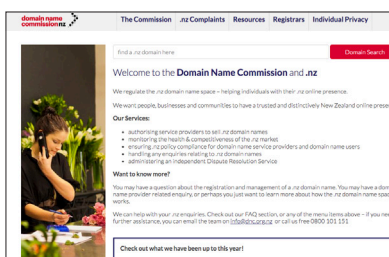 domain name
commission nz
The Commission .nz Complaints Resources Registrars Individual Privacy
find a .nz domain here
Domain Search
Welcome to the Domain Name Commission and .nz
We regulate the .nz domain name space – helping individuals with their .nz online presence.
We want people, businesses and communities to have a trusted and distinctively New Zealand online prese
Our Services:
• authorising service providers to sell .nz domain names
• monitoring the health & competitiveness of the .nz market
• ensuring .nz policy compliance for domain name service providers and domain name users
• handling any enquiries relating to .nz domain names
• administering an independent Dispute Resolution Service
Want to know more?
You may have a question about the registration and management of a .nz domain name. You may have a dom
name provider related enquiry, or perhaps you just want to learn more about how the .nz domain name spac
works.
We can help with your .nz enquiries. Check out our FAQ section, or any of the menu items above – if you nee
further assistance, you can email the team on info@dnc.org.nz or call us free 0800 101 151
Check out what we have been up to this year!